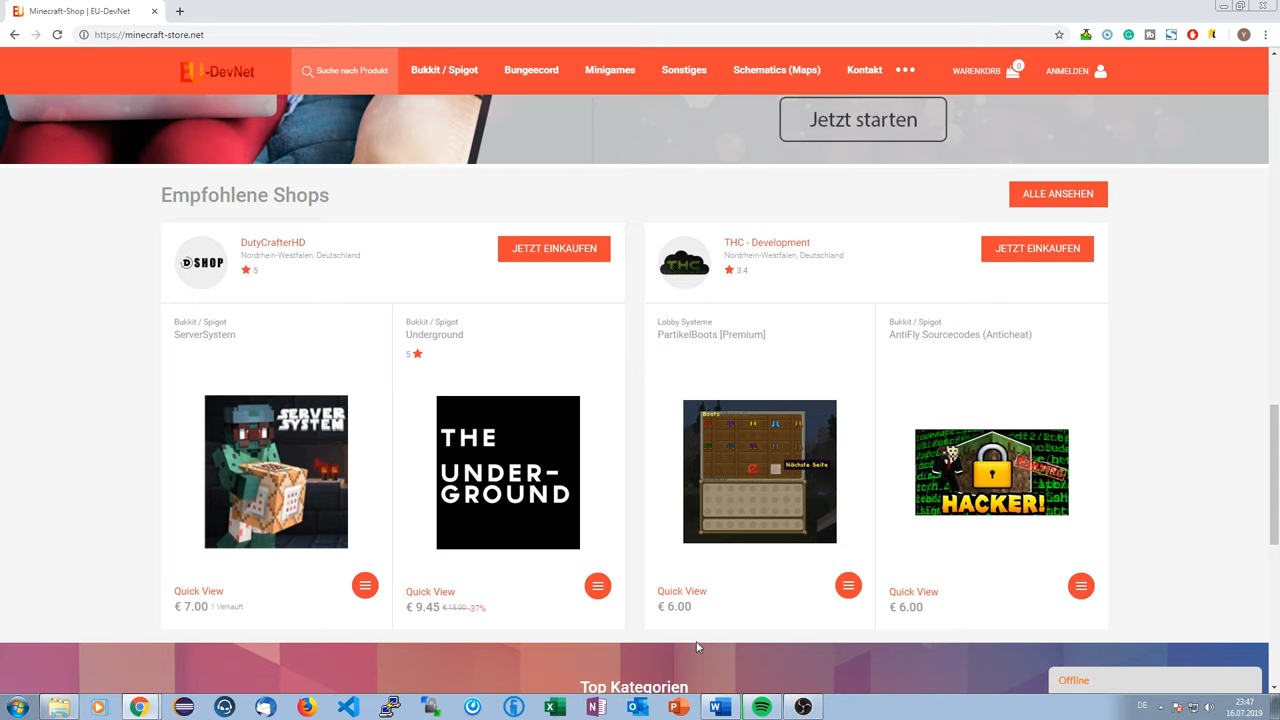 Minecraft-Shop | EU-DevNet
https://minecraft-store.net
EU-DevNet
Suche nach Produkt
Bukkit / Spigot
Bungeecord
Minigames
Sonstiges
Schematics (Maps)
Kontakt
WARENKORB
0
ANMELDEN
Jetzt starten
Empfohlene Shops
ALLE ANSEHEN
DSHOP
DutyCrafterHD
Nordrhein-Westfalen, Deutschland
5
JETZT EINKAUFEN
THC
THC - Development
Nordrhein-Westfalen, Deutschland
3.4
JETZT EINKAUFEN
Bukkit / Spigot
ServerSystem
SERVER
SYSTEM
Quick View
€ 7.00 1 Verkauft
Bukkit / Spigot
Underground
5
THE
UNDER-
GROUND
Quick View
€ 9.45 € 15.00 -37%
Lobby Systeme
PartikelBoots [Premium]
Boots
Nächste Seite
Quick View
€ 6.00
Bukkit / Spigot
AntiFly Sourcecodes (Anticheat)
HACKER!
Quick View
€ 6.00
Top Kategorien
Offline
DE
23:47
16.07.2019